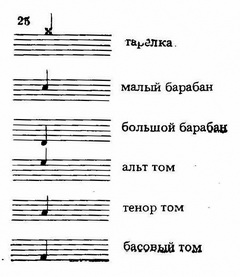 25
тарелка.
малый барабан
большой барабан
альт том
тенор том
басовый том